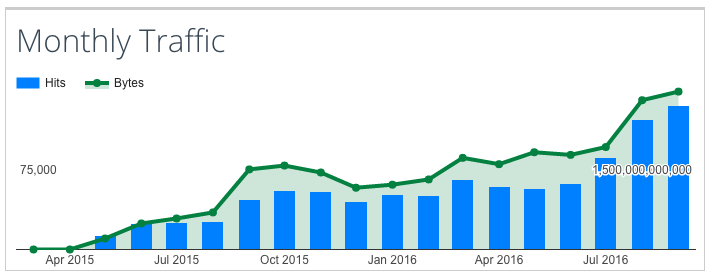 Monthly Traffic
Hits Bytes
75,000 1,500,000,000,000
Apr 2015 Jul 2015 Oct 2015 Jan 2016 Apr 2016 Jul 2016